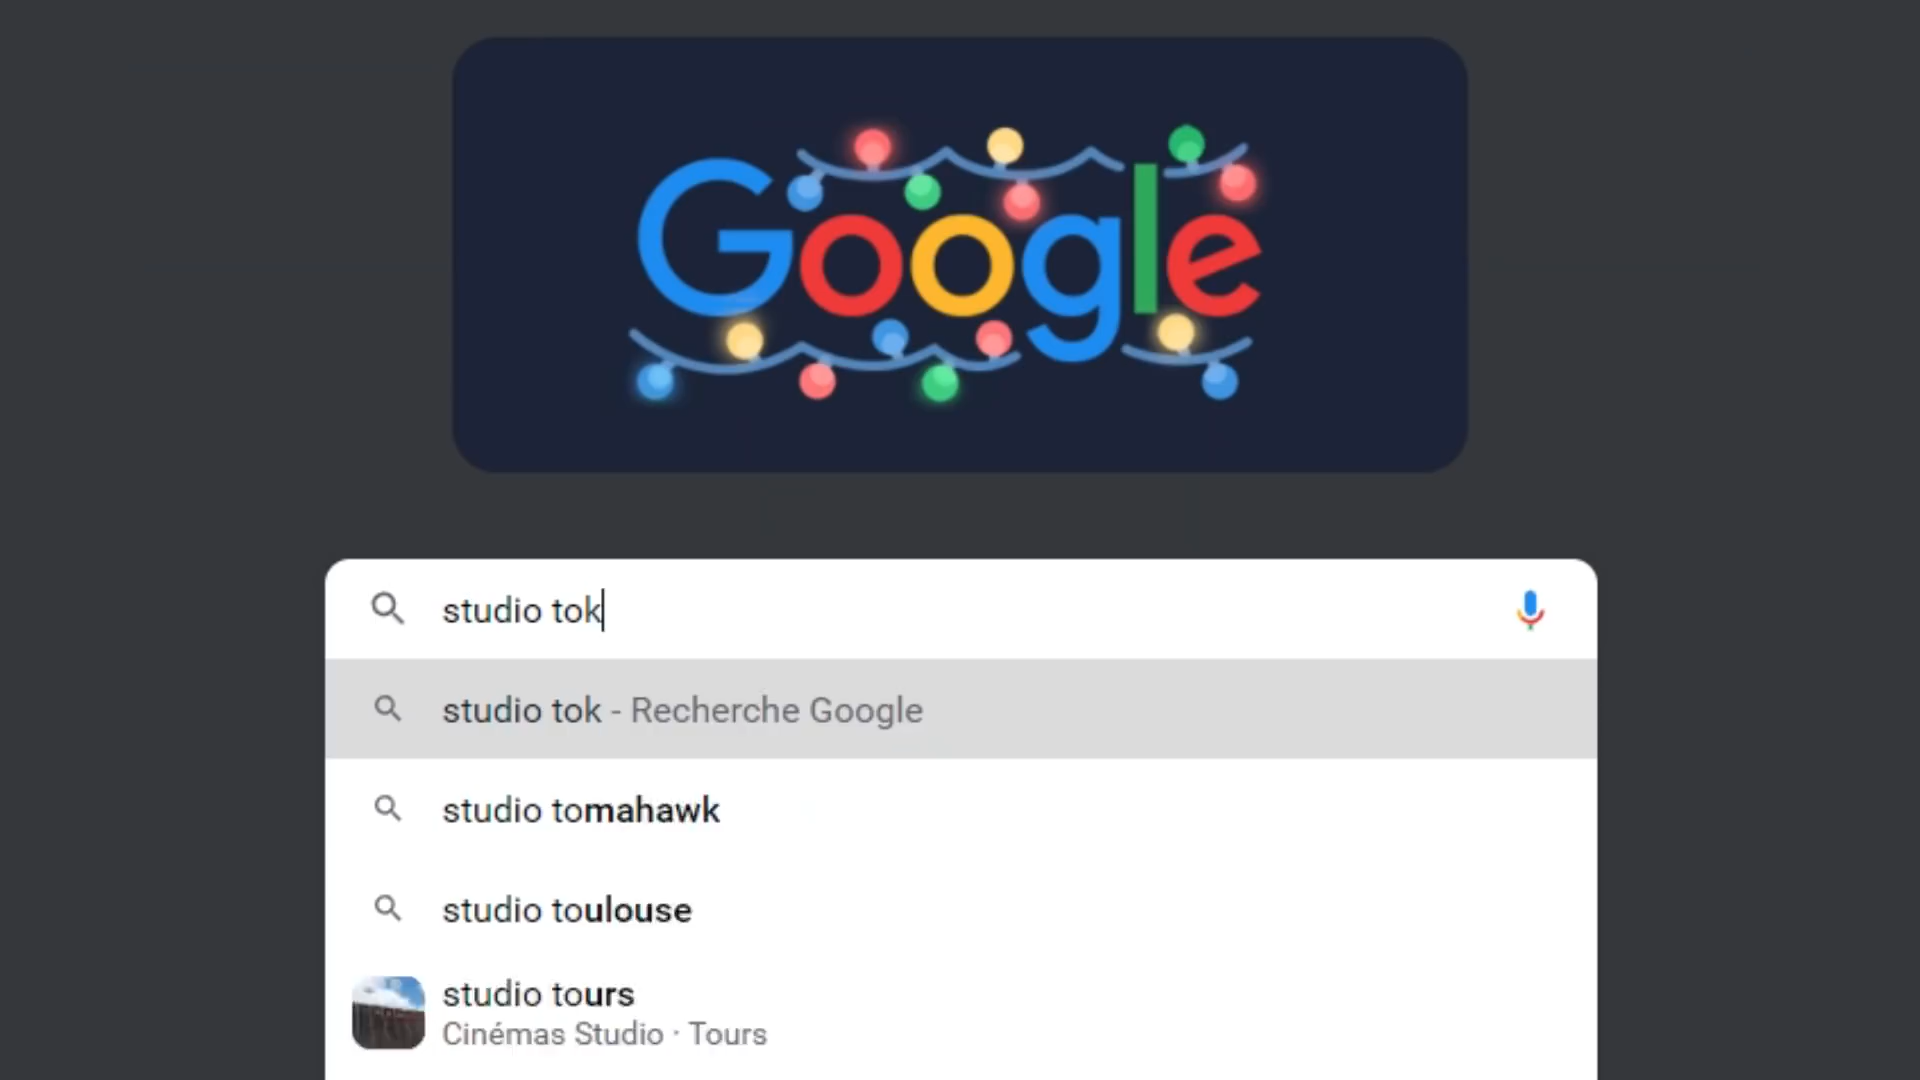 Google
studio tok
studio tok - Recherche Google
studio tomahawk
studio toulouse
studio tours
Cinémas Studio · Tours